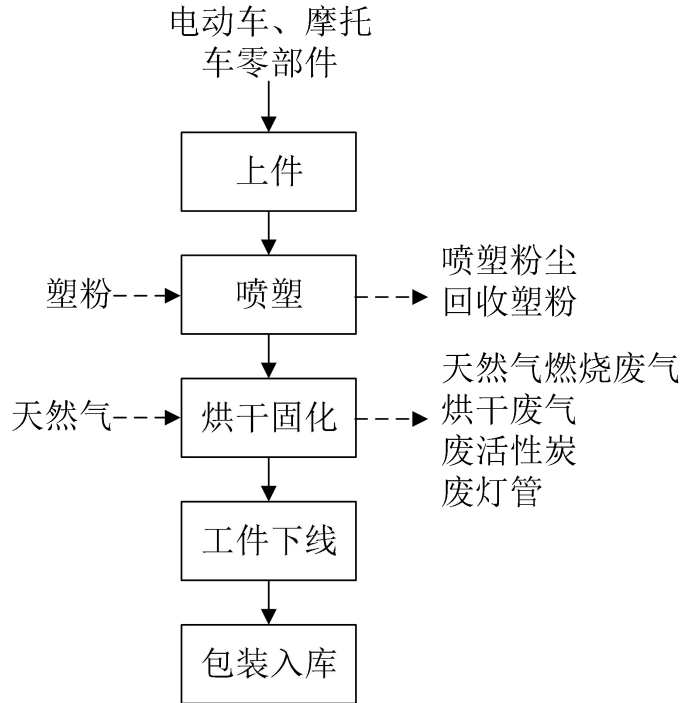 电动车、摩托
车零部件
上件
塑粉
喷塑
喷塑粉尘
回收塑粉
天然气
烘干固化
天然气燃烧废气
烘干废气
废活性炭
废灯管
工件下线
包装入库